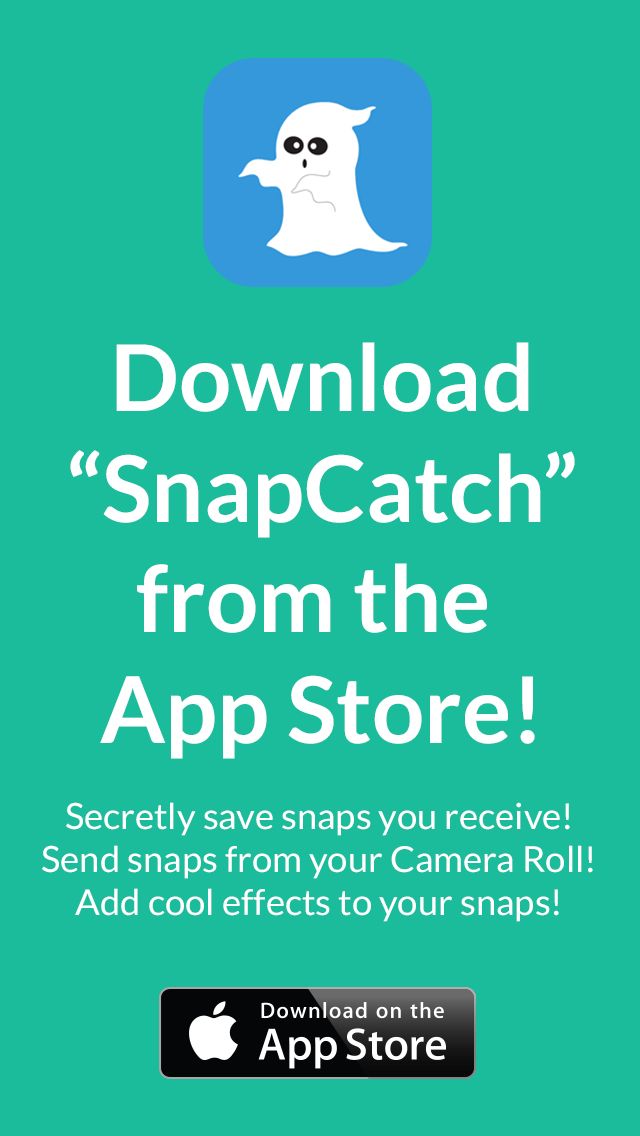 Download
“SnapCatch”
from the
App Store!
Secretly save snaps you receive!
Send snaps from your Camera Roll!
Add cool effects to your snaps!
Download on the
App Store